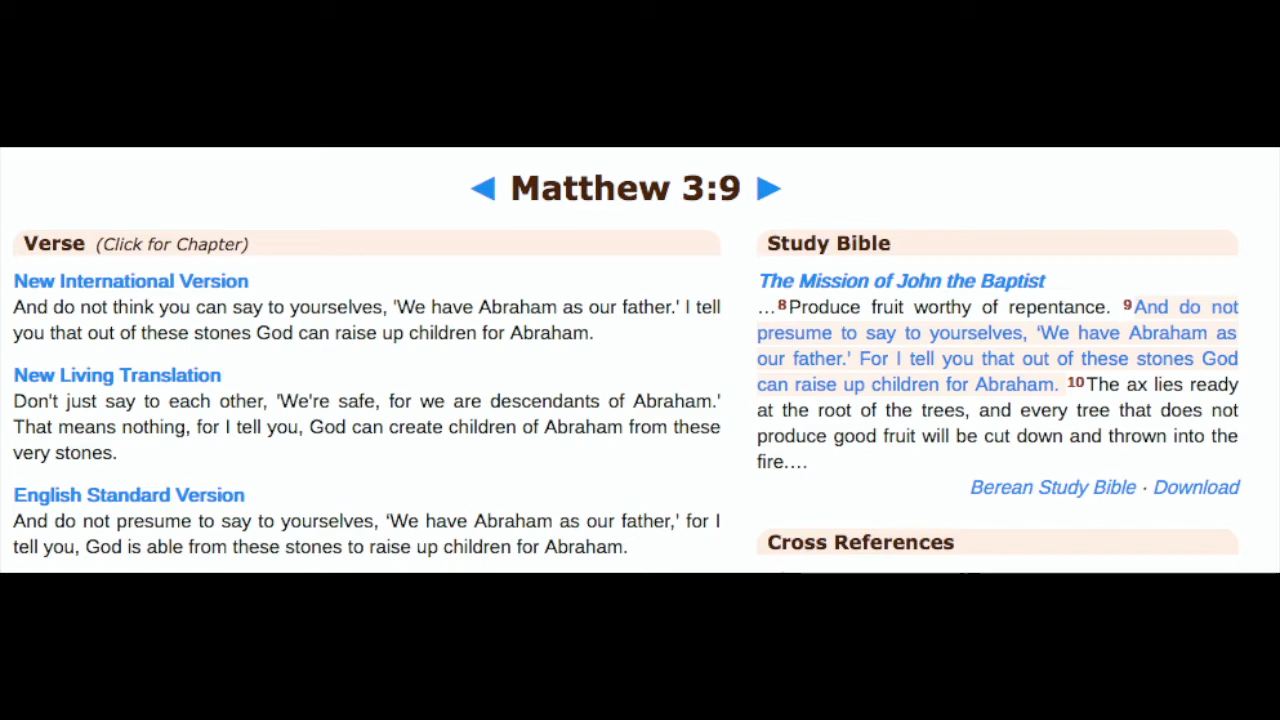 ◄ Matthew 3:9 ►
Verse (Click for Chapter)
New International Version
And do not think you can say to yourselves, 'We have Abraham as our father.' I tell
you that out of these stones God can raise up children for Abraham.
New Living Translation
Don't just say to each other, 'We're safe, for we are descendants of Abraham.'
That means nothing, for I tell you, God can create children of Abraham from these
very stones.
English Standard Version
And do not presume to say to yourselves, ‘We have Abraham as our father,’ for I
tell you, God is able from these stones to raise up children for Abraham.
Study Bible
The Mission of John the Baptist
…8Produce fruit worthy of repentance. 9And do not
presume to say to yourselves, ‘We have Abraham as
our father.’ For I tell you that out of these stones God
can raise up children for Abraham. 10The ax lies ready
at the root of the trees, and every tree that does not
produce good fruit will be cut down and thrown into the
fire.…
Berean Study Bible · Download
Cross References